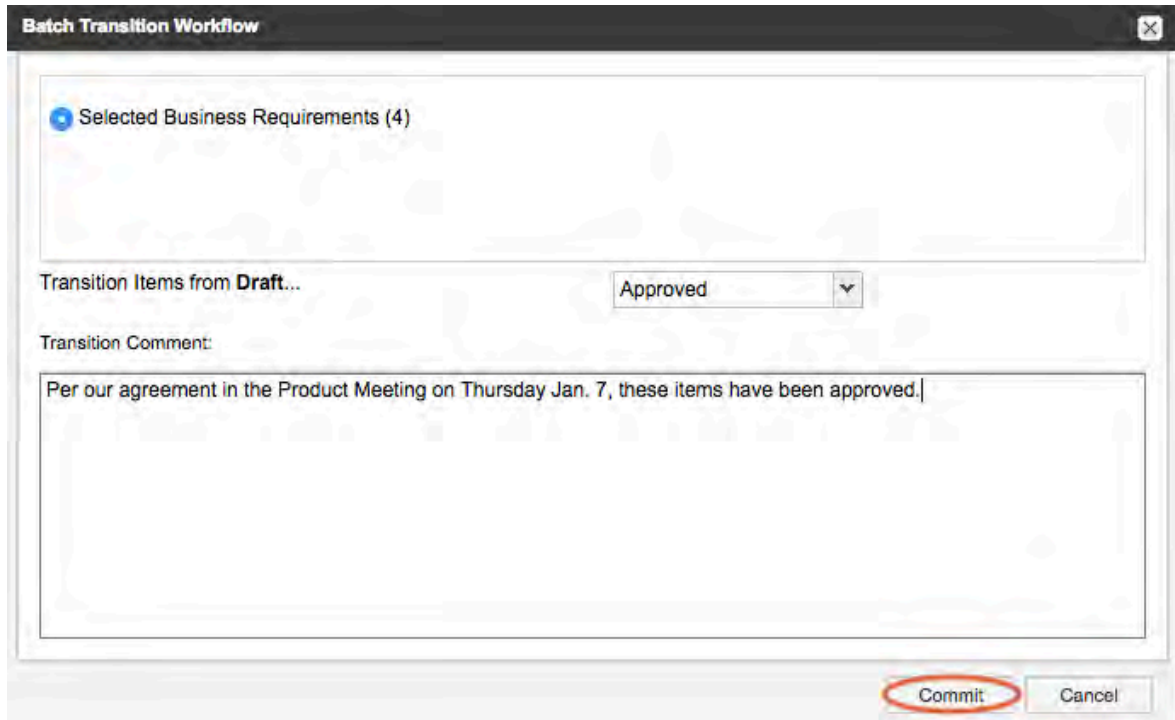 Batch Transition Workflow
Selected Business Requirements (4)
Transition Items from Draft...
Approved
Transition Comment:
Per our agreement in the Product Meeting on Thursday Jan. 7, these items have been approved.
Commit
Cancel